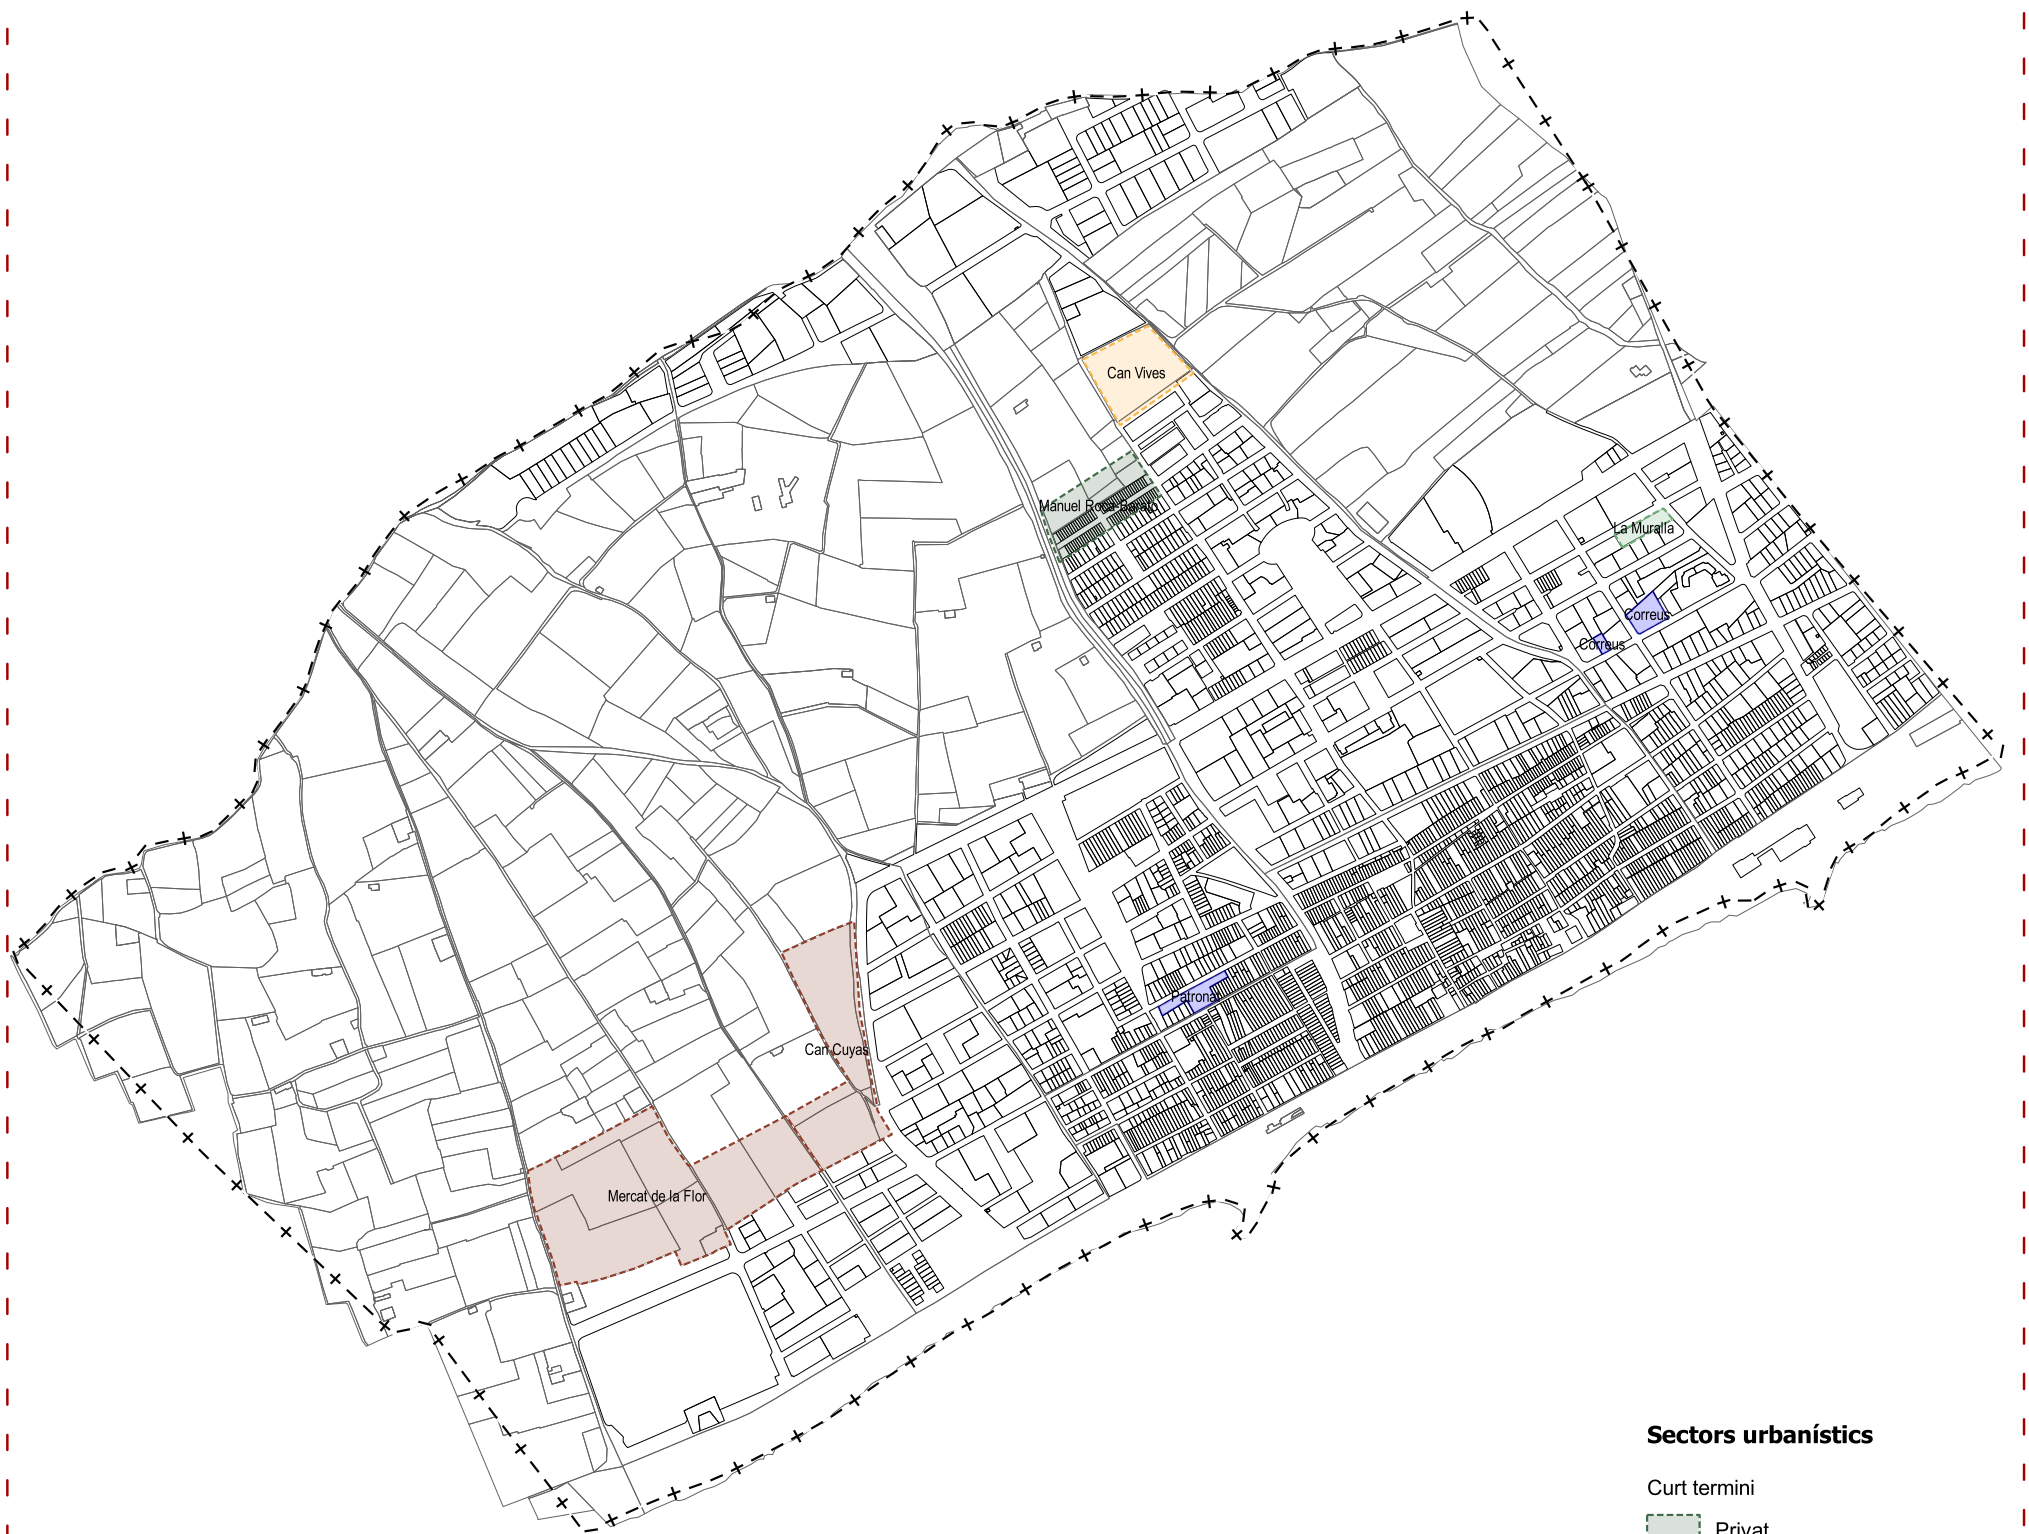 Can Vives
Manuel Roca-Barato
La Muralla
Correus
Correus
Patronat
Can Cuyas
Mercat de la Flor
Sectors urbanístics
Curt termini
Privat